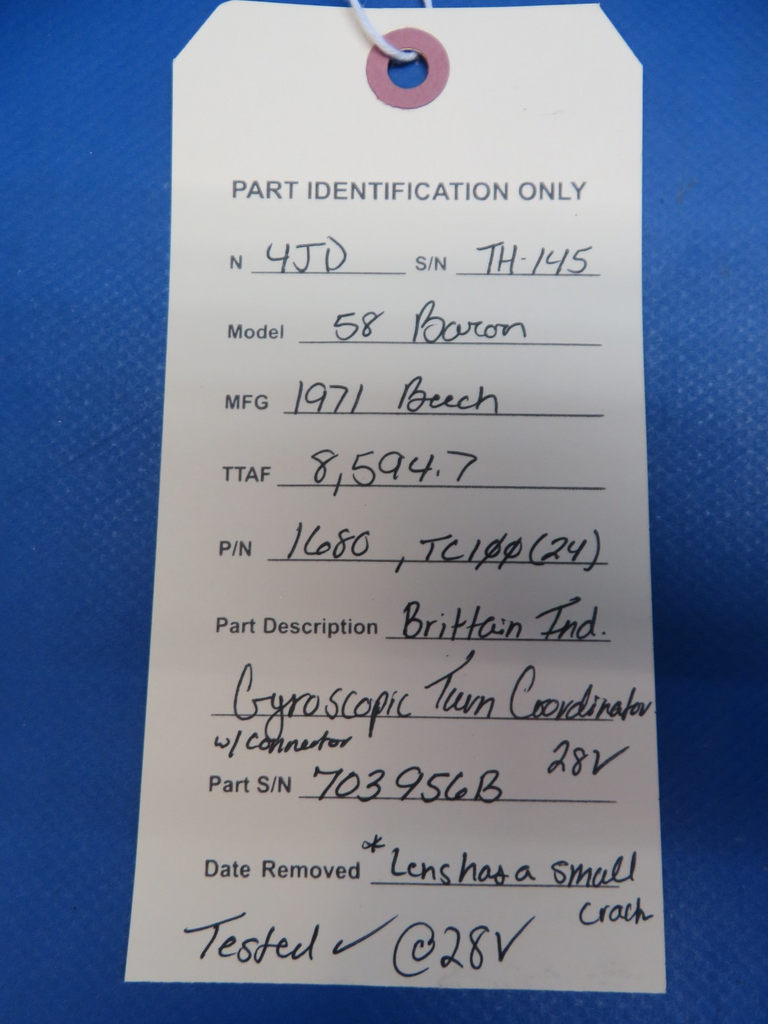 PART IDENTIFICATION ONLY
N 4JD S/N TH-145
Model 58 Baron
MFG 1971 Beech
TTAF 8,594.7
P/N 1680, TC100(24)
Part Description Brittain Ind.
Gyroscopic Turn Coordinator
w/ Connector 28V
Part S/N 703956B
Date Removed *Lens has a small
crack
Tested ✓ @28V